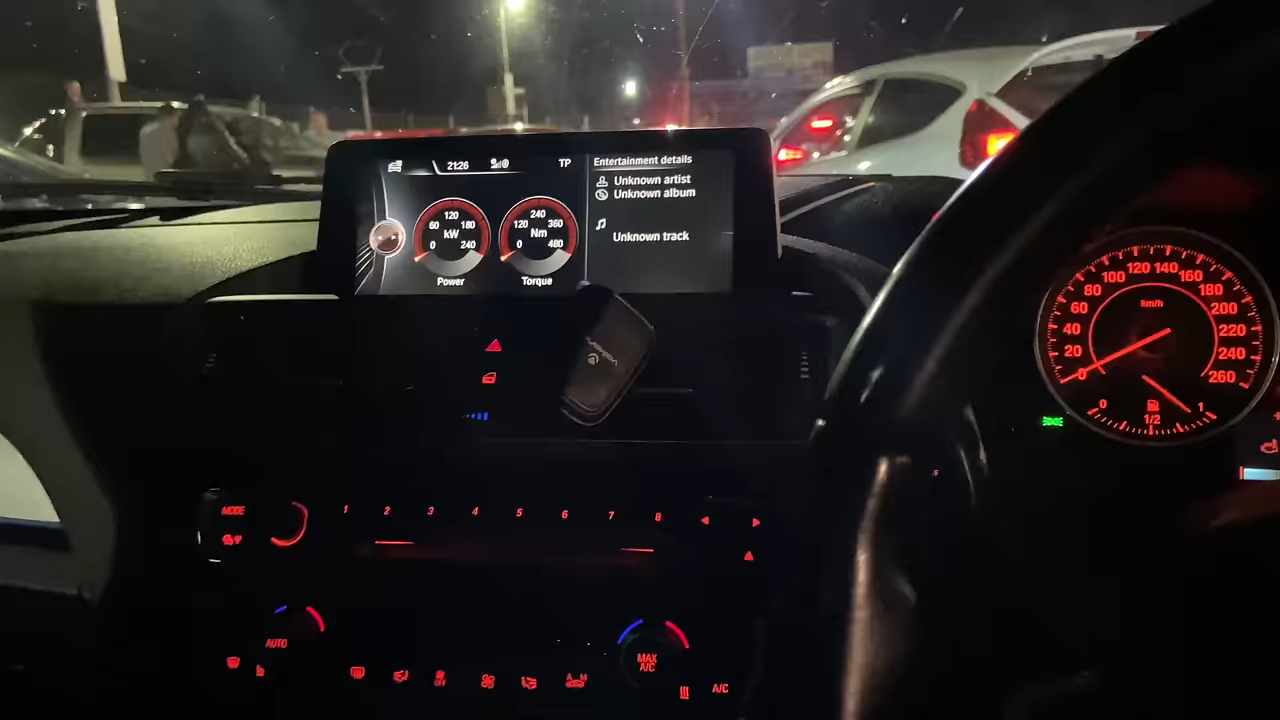 21:26
TP
Entertainment details
Unknown artist
Unknown album
Unknown track
120
60 180
kW
0 240
Power
240
120 360
Nm
0 480
Torque
0 20 40 60 80 100 120 140 160 180 200 220 240 260
km/h
0 1/2 1
MODE
1 2 3 4 5 6 7 8
AUTO
OFF
A M
MAX
A/C
A/C